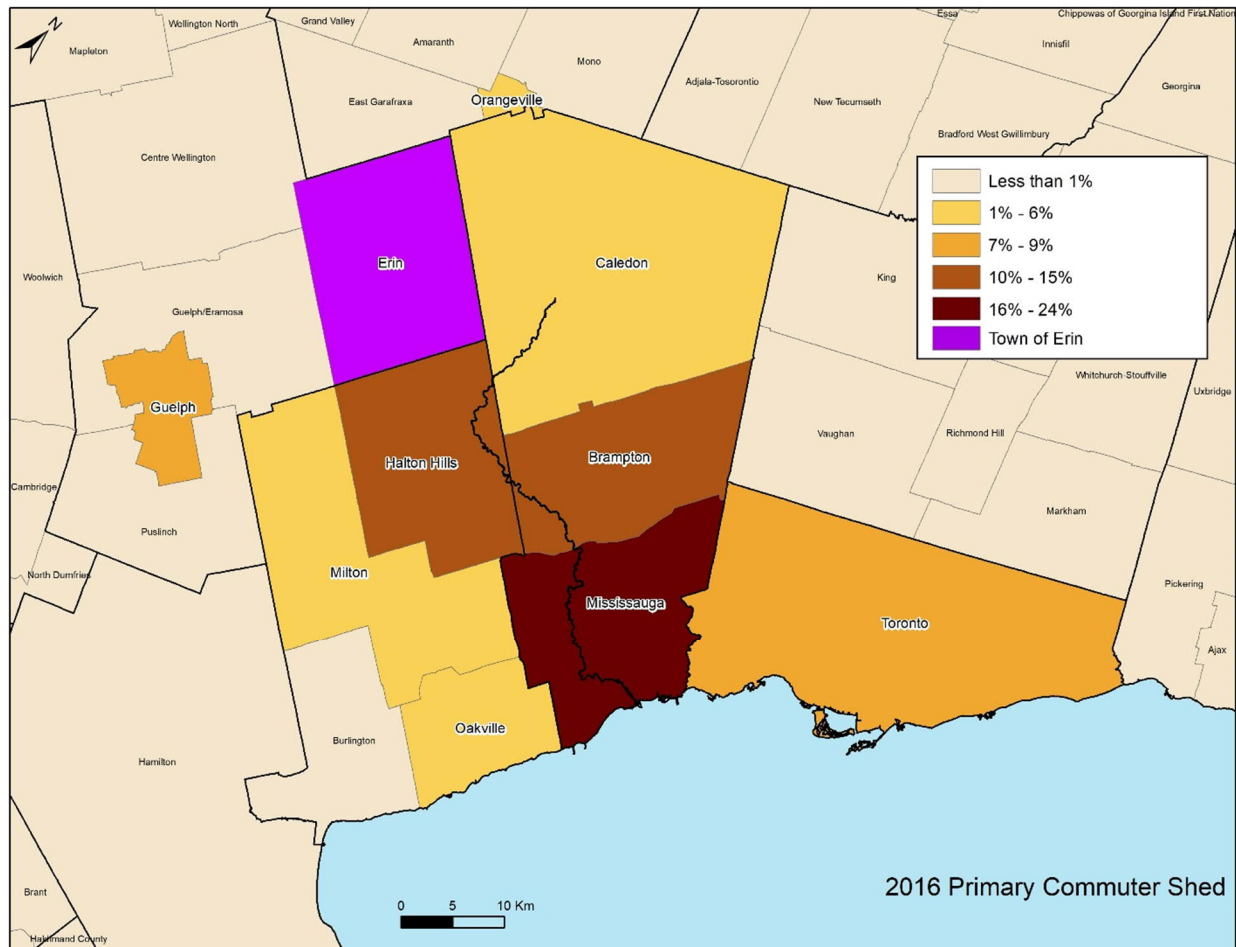 N
Wellington North
Grand Valley
Essa
Chippewas of Georgina Island First Nation
Mapleton
Amaranth
Mono
Innisfil
Adjala-Tosorontio
Georgina
East Garafraxa
Orangeville
New Tecumseth
Bradford West Gwillimbury
Centre Wellington
Less than 1%
1% - 6%
7% - 9%
10% - 15%
16% - 24%
Town of Erin
Erin
Caledon
Woolwich
King
Guelph/Eramosa
Whitchurch-Stouffville
Uxbridge
Guelph
Vaughan
Richmond Hill
Halton Hills
Brampton
Cambridge
Markham
Puslinch
North Dumfries
Milton
Pickering
Mississauga
Toronto
Ajax
Oakville
Burlington
Hamilton
2016 Primary Commuter Shed
Brant
0 5 10 Km
Haldimand County